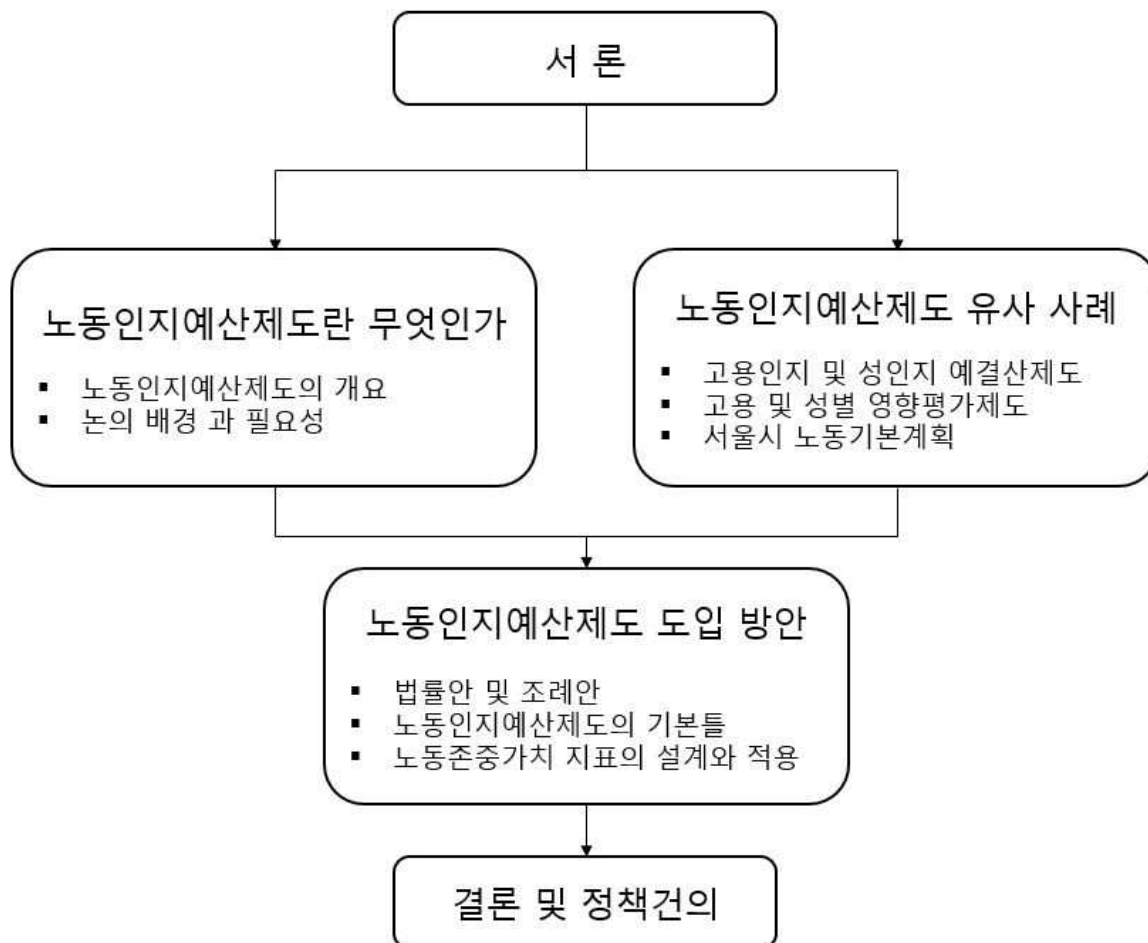 서 론
노동인지예산제도란 무엇인가
▪ 노동인지예산제도의 개요
▪ 논의 배경 과 필요성
노동인지예산제도 유사 사례
▪ 고용인지 및 성인지 예결산제도
▪ 고용 및 성별 영향평가제도
▪ 서울시 노동기본계획
노동인지예산제도 도입 방안
▪ 법률안 및 조례안
▪ 노동인지예산제도의 기본틀
▪ 노동존중가치 지표의 설계와 적용
결론 및 정책건의